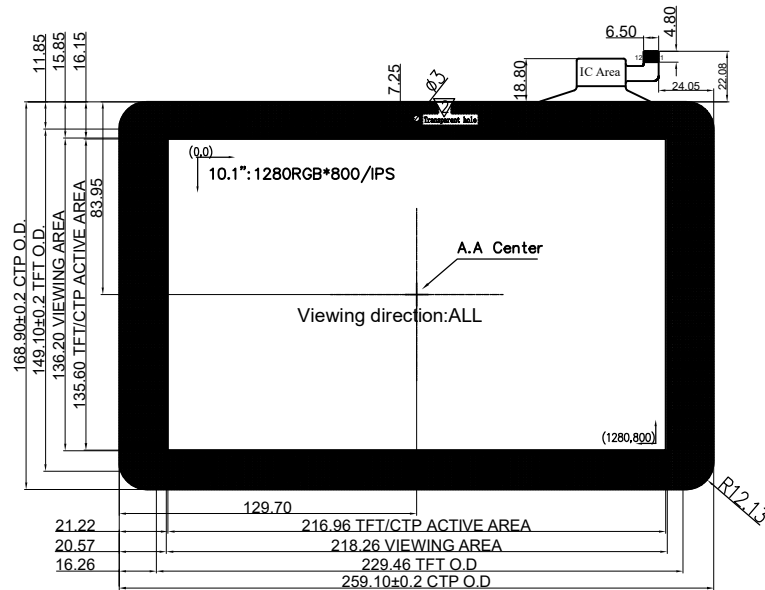 6.50
4.80
11.85
15.85
16.15
7.25
Ø3
18.80
IC Area
12
1
22.08
24.05
2
Transparent hole
(0,0)
10.1":1280RGB*800/IPS
83.95
A.A Center
Viewing direction:ALL
168.90±0.2 CTP O.D.
149.10±0.2 TFT O.D.
136.20 VIEWING AREA
135.60 TFT/CTP ACTIVE AREA
(1280,800)
R12.13
129.70
21.22
216.96 TFT/CTP ACTIVE AREA
20.57
218.26 VIEWING AREA
16.26
229.46 TFT O.D
259.10±0.2 CTP O.D